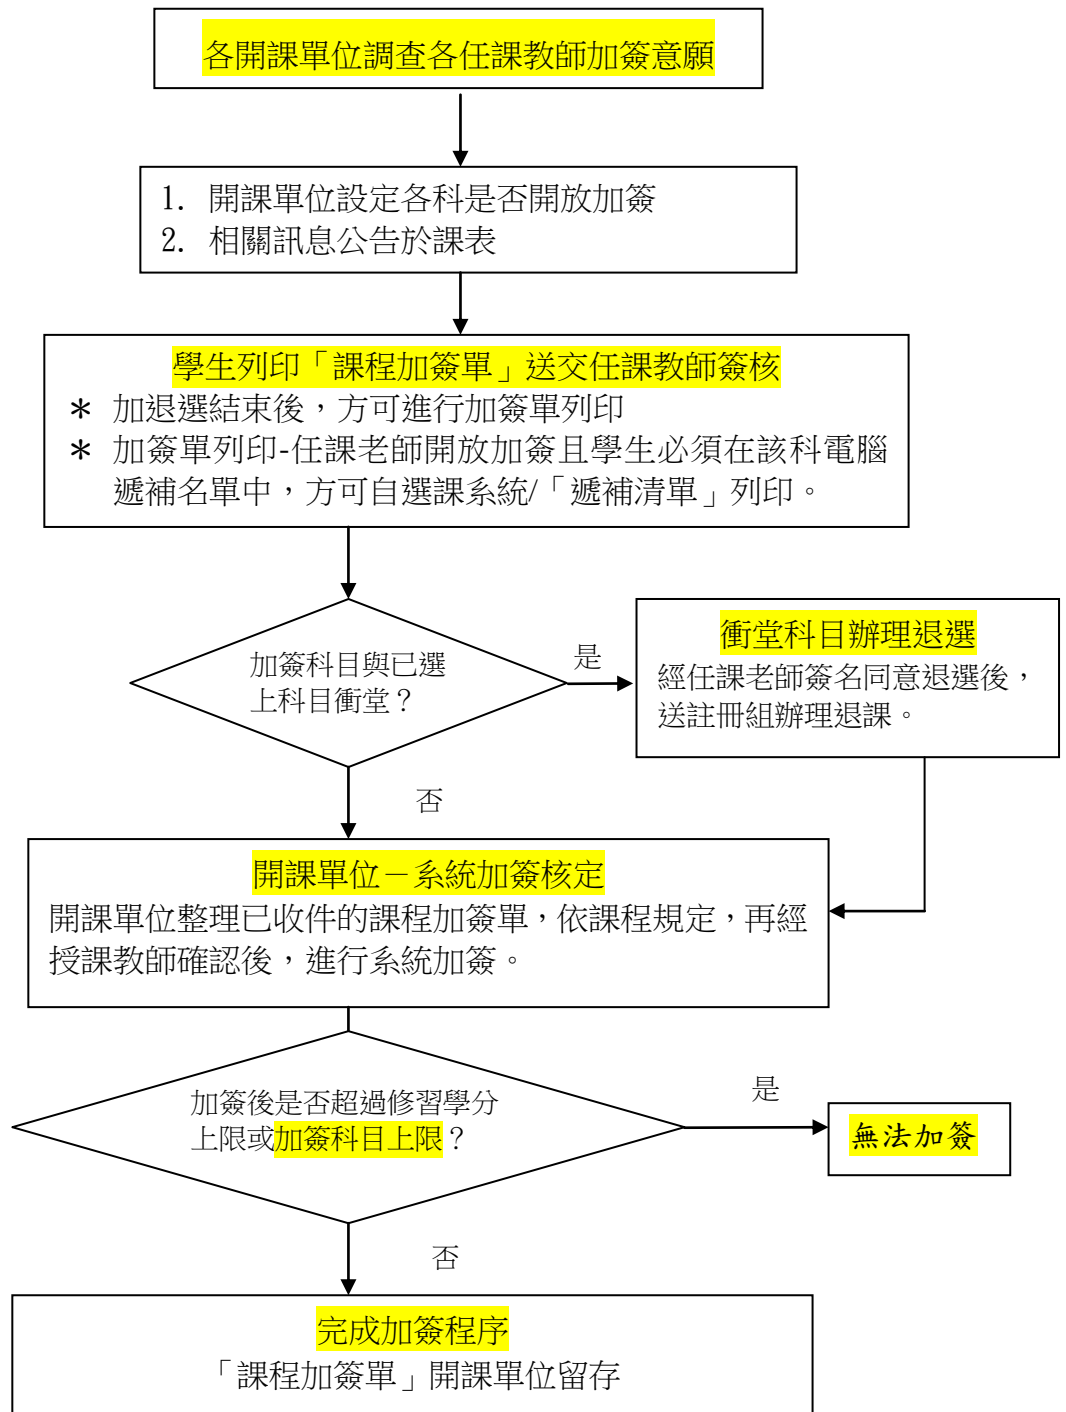 各開課單位調查各任課教師加簽意願
1. 開課單位設定各科是否開放加簽
2. 相關訊息公告於課表
學生列印「課程加簽單」送交任課教師簽核
＊ 加退選結束後，方可進行加簽單列印
＊ 加簽單列印-任課老師開放加簽且學生必須在該科電腦
遞補名單中，方可自選課系統/「遞補清單」列印。
加簽科目與已選
上科目衝堂？
是
衝堂科目辦理退選
經任課老師簽名同意退選後，
送註冊組辦理退課。
否
開課單位－系統加簽核定
開課單位整理已收件的課程加簽單，依課程規定，再經
授課教師確認後，進行系統加簽。
加簽後是否超過修習學分
上限或加簽科目上限？
是
無法加簽
否
完成加簽程序
「課程加簽單」開課單位留存